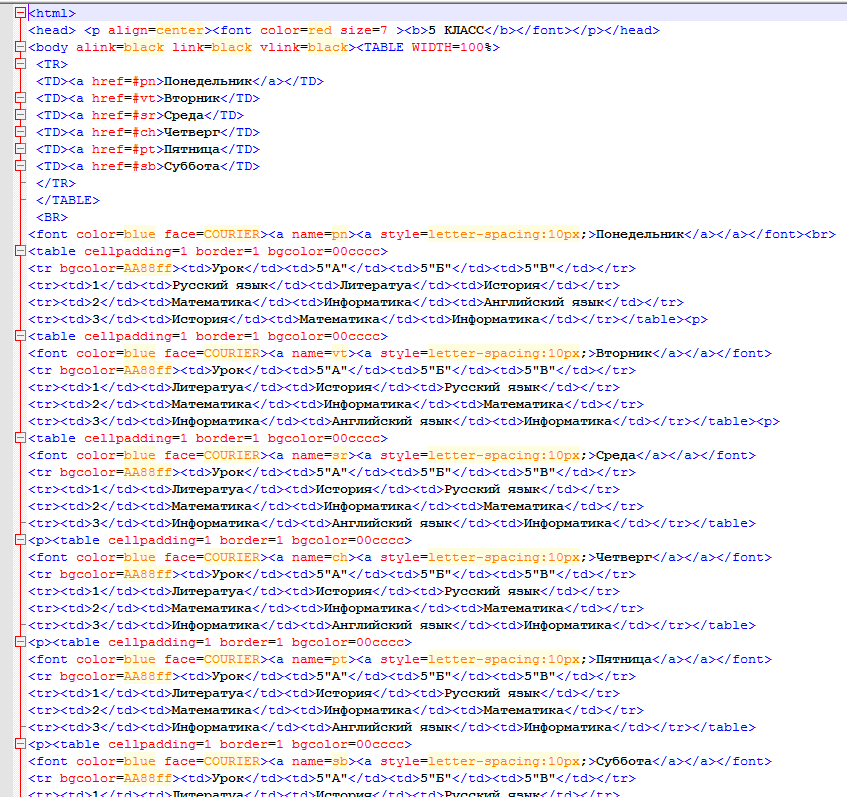 <html>
<head> <p align=center><font color=red size=7 ><b>5 КЛАСС</b></font></p></head>
<body alink=black link=black vlink=black><TABLE WIDTH=100%>
<TR>
<TD><a href=#pn>Понедельник</a></TD>
<TD><a href=#vt>Вторник</TD>
<TD><a href=#sr>Среда</TD>
<TD><a href=#ch>Четверг</TD>
<TD><a href=#pt>Пятница</TD>
<TD><a href=#sb>Суббота</TD>
</TR>
</TABLE>
<BR>
<font color=blue face=COURIER><a name=pn><a style=letter-spacing:10px;>Понедельник</a></a></font><br>
<table cellpadding=1 border=1 bgcolor=00cccc>
<tr bgcolor=AA88ff><td>Урок</td><td>5"А"</td><td>5"Б"</td><td>5"В"</td></tr>
<tr><td>1</td><td>Русский язык</td><td>Литератуа</td><td>История</td></tr>
<tr><td>2</td><td>Математика</td><td>Информатика</td><td>Английский язык</td></tr>
<tr><td>3</td><td>История</td><td>Математика</td><td>Информатика</td></tr></table><p>
<table cellpadding=1 border=1 bgcolor=00cccc>
<font color=blue face=COURIER><a name=vt><a style=letter-spacing:10px;>Вторник</a></a></font>
<tr bgcolor=AA88ff><td>Урок</td><td>5"А"</td><td>5"Б"</td><td>5"В"</td></tr>
<tr><td>1</td><td>Литератуа</td><td>История</td><td>Русский язык</td></tr>
<tr><td>2</td><td>Математика</td><td>Информатика</td><td>Математика</td></tr>
<tr><td>3</td><td>Информатика</td><td>Английский язык</td><td>Информатика</td></tr></table><p>
<table cellpadding=1 border=1 bgcolor=00cccc>
<font color=blue face=COURIER><a name=sr><a style=letter-spacing:10px;>Среда</a></a></font>
<tr bgcolor=AA88ff><td>Урок</td><td>5"А"</td><td>5"Б"</td><td>5"В"</td></tr>
<tr><td>1</td><td>Литератуа</td><td>История</td><td>Русский язык</td></tr>
<tr><td>2</td><td>Математика</td><td>Информатика</td><td>Математика</td></tr>
<tr><td>3</td><td>Информатика</td><td>Английский язык</td><td>Информатика</td></tr></table>
<p><table cellpadding=1 border=1 bgcolor=00cccc>
<font color=blue face=COURIER><a name=ch><a style=letter-spacing:10px;>Четверг</a></a></font>
<tr bgcolor=AA88ff><td>Урок</td><td>5"А"</td><td>5"Б"</td><td>5"В"</td></tr>
<tr><td>1</td><td>Литератуа</td><td>История</td><td>Русский язык</td></tr>
<tr><td>2</td><td>Математика</td><td>Информатика</td><td>Математика</td></tr>
<tr><td>3</td><td>Информатика</td><td>Английский язык</td><td>Информатика</td></tr></table>
<p><table cellpadding=1 border=1 bgcolor=00cccc>
<font color=blue face=COURIER><a name=pt><a style=letter-spacing:10px;>Пятница</a></a></font>
<tr bgcolor=AA88ff><td>Урок</td><td>5"А"</td><td>5"Б"</td><td>5"В"</td></tr>
<tr><td>1</td><td>Литератуа</td><td>История</td><td>Русский язык</td></tr>
<tr><td>2</td><td>Математика</td><td>Информатика</td><td>Математика</td></tr>
<tr><td>3</td><td>Информатика</td><td>Английский язык</td><td>Информатика</td></tr></table>
<p><table cellpadding=1 border=1 bgcolor=00cccc>
<font color=blue face=COURIER><a name=sb><a style=letter-spacing:10px;>Суббота</a></a></font>
<tr bgcolor=AA88ff><td>Урок</td><td>5"А"</td><td>5"Б"</td><td>5"В"</td></tr>
<tr><td>1</td><td>Литератуа</td><td>История</td><td>Русский язык</td></tr>